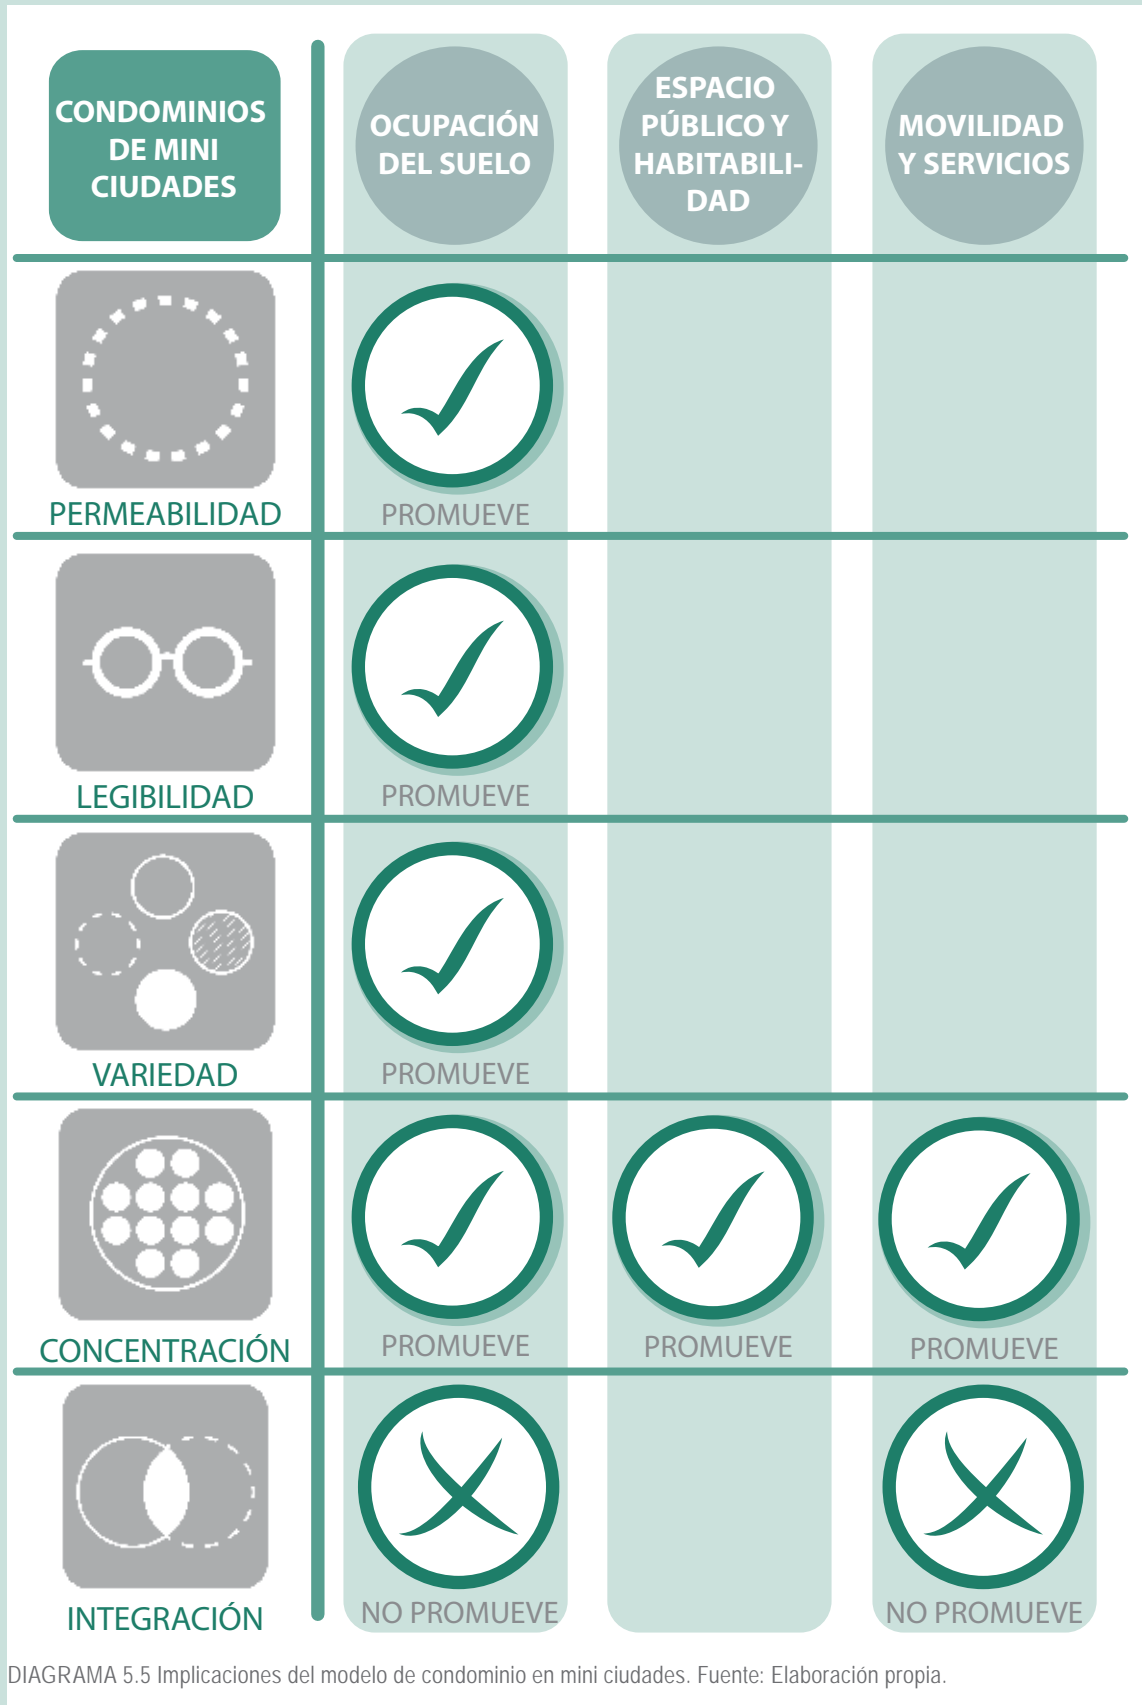 CONDOMINIOS
DE MINI
CIUDADES
OCUPACIÓN
DEL SUELO
ESPACIO
PÚBLICO Y
HABITABILI-
DAD
MOVILIDAD
Y SERVICIOS
PERMEABILIDAD
PROMUEVE
LEGIBILIDAD
PROMUEVE
VARIEDAD
PROMUEVE
CONCENTRACIÓN
PROMUEVE
PROMUEVE
PROMUEVE
INTEGRACIÓN
NO PROMUEVE
NO PROMUEVE
DIAGRAMA 5.5 Implicaciones del modelo de condominio en mini ciudades. Fuente: Elaboración propia.